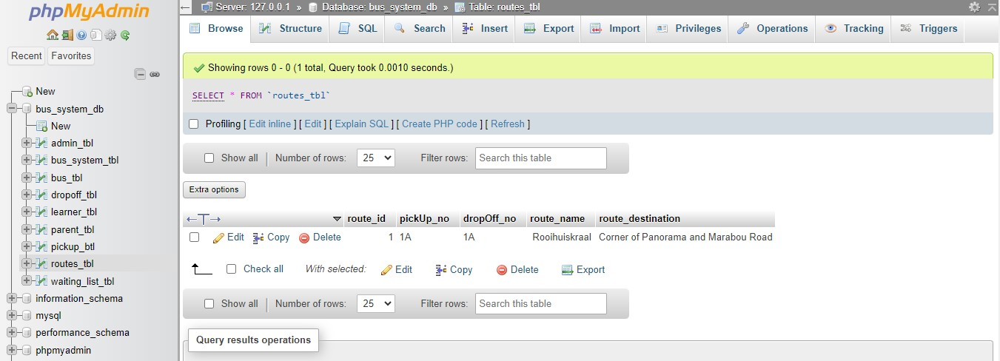 phpMyAdmin
Recent Favorites
New
bus_system_db
New
admin_tbl
bus_system_tbl
bus_tbl
dropoff_tbl
learner_tbl
parent_tbl
pickup_btl
routes_tbl
waiting_list_tbl
information_schema
mysql
performance_schema
phpmyadmin
Server: 127.0.0.1 » Database: bus_system_db » Table: routes_tbl
Browse Structure SQL Search Insert Export Import Privileges Operations Tracking Triggers
Showing rows 0 - 0 (1 total, Query took 0.0010 seconds.)
SELECT * FROM `routes_tbl`
Profiling [ Edit inline ] [ Edit ] [ Explain SQL ] [ Create PHP code ] [ Refresh ]
Show all | Number of rows: 25 Filter rows: Search this table
Extra options
←T→ route_id pickUp_no dropOff_no route_name route_destination
Edit Copy Delete 1 1A 1A Rooihuiskraal Corner of Panorama and Marabou Road
Check all With selected: Edit Copy Delete Export
Show all | Number of rows: 25 Filter rows: Search this table
Query results operations